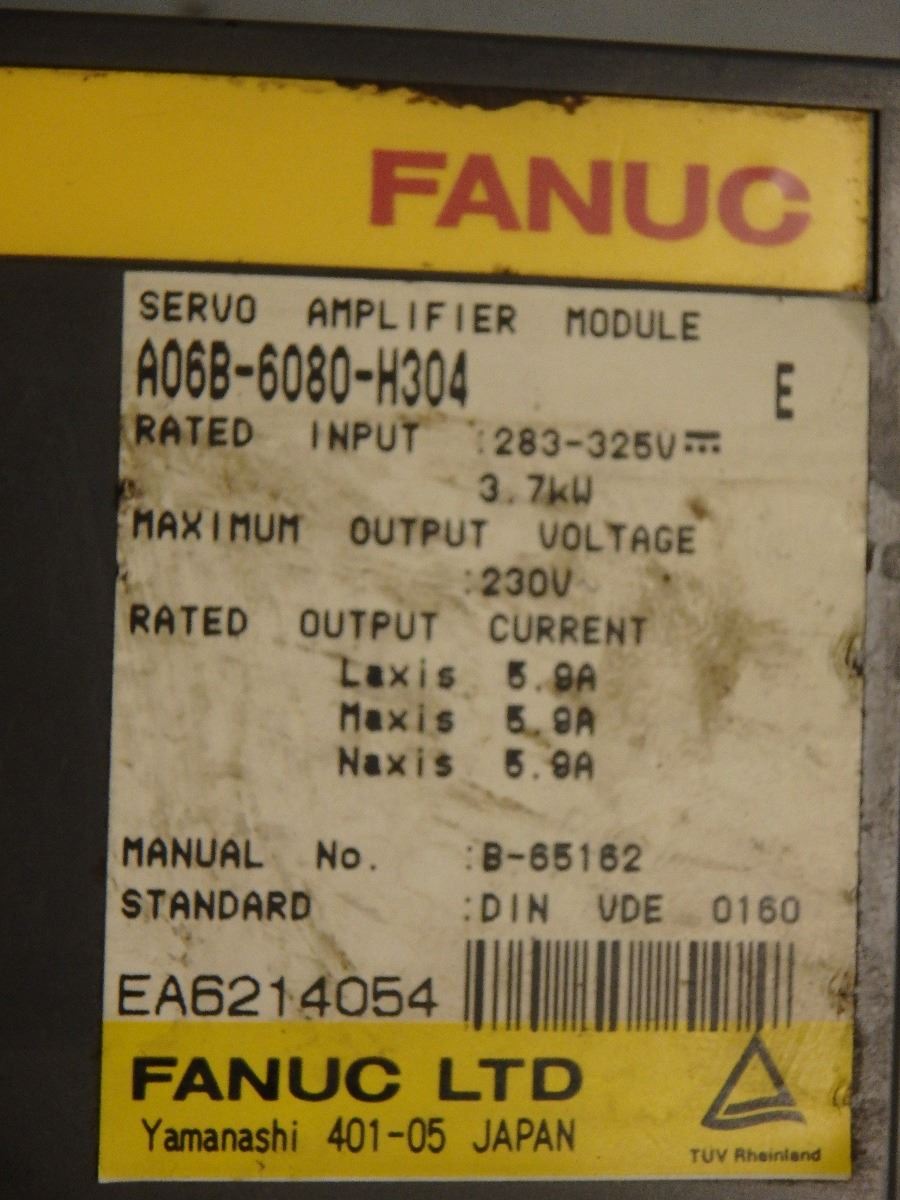 FANUC
SERVO AMPLIFIER MODULE
A06B-6080-H304 E
RATED INPUT :283-325V⎓
3.7kW
MAXIMUM OUTPUT VOLTAGE
:230V~
RATED OUTPUT CURRENT
Laxis 5.9A
Maxis 5.9A
Naxis 5.9A
MANUAL No. :B-65162
STANDARD :DIN VDE 0160
EA6214054
FANUC LTD
Yamanashi 401-05 JAPAN
TUV Rheinland